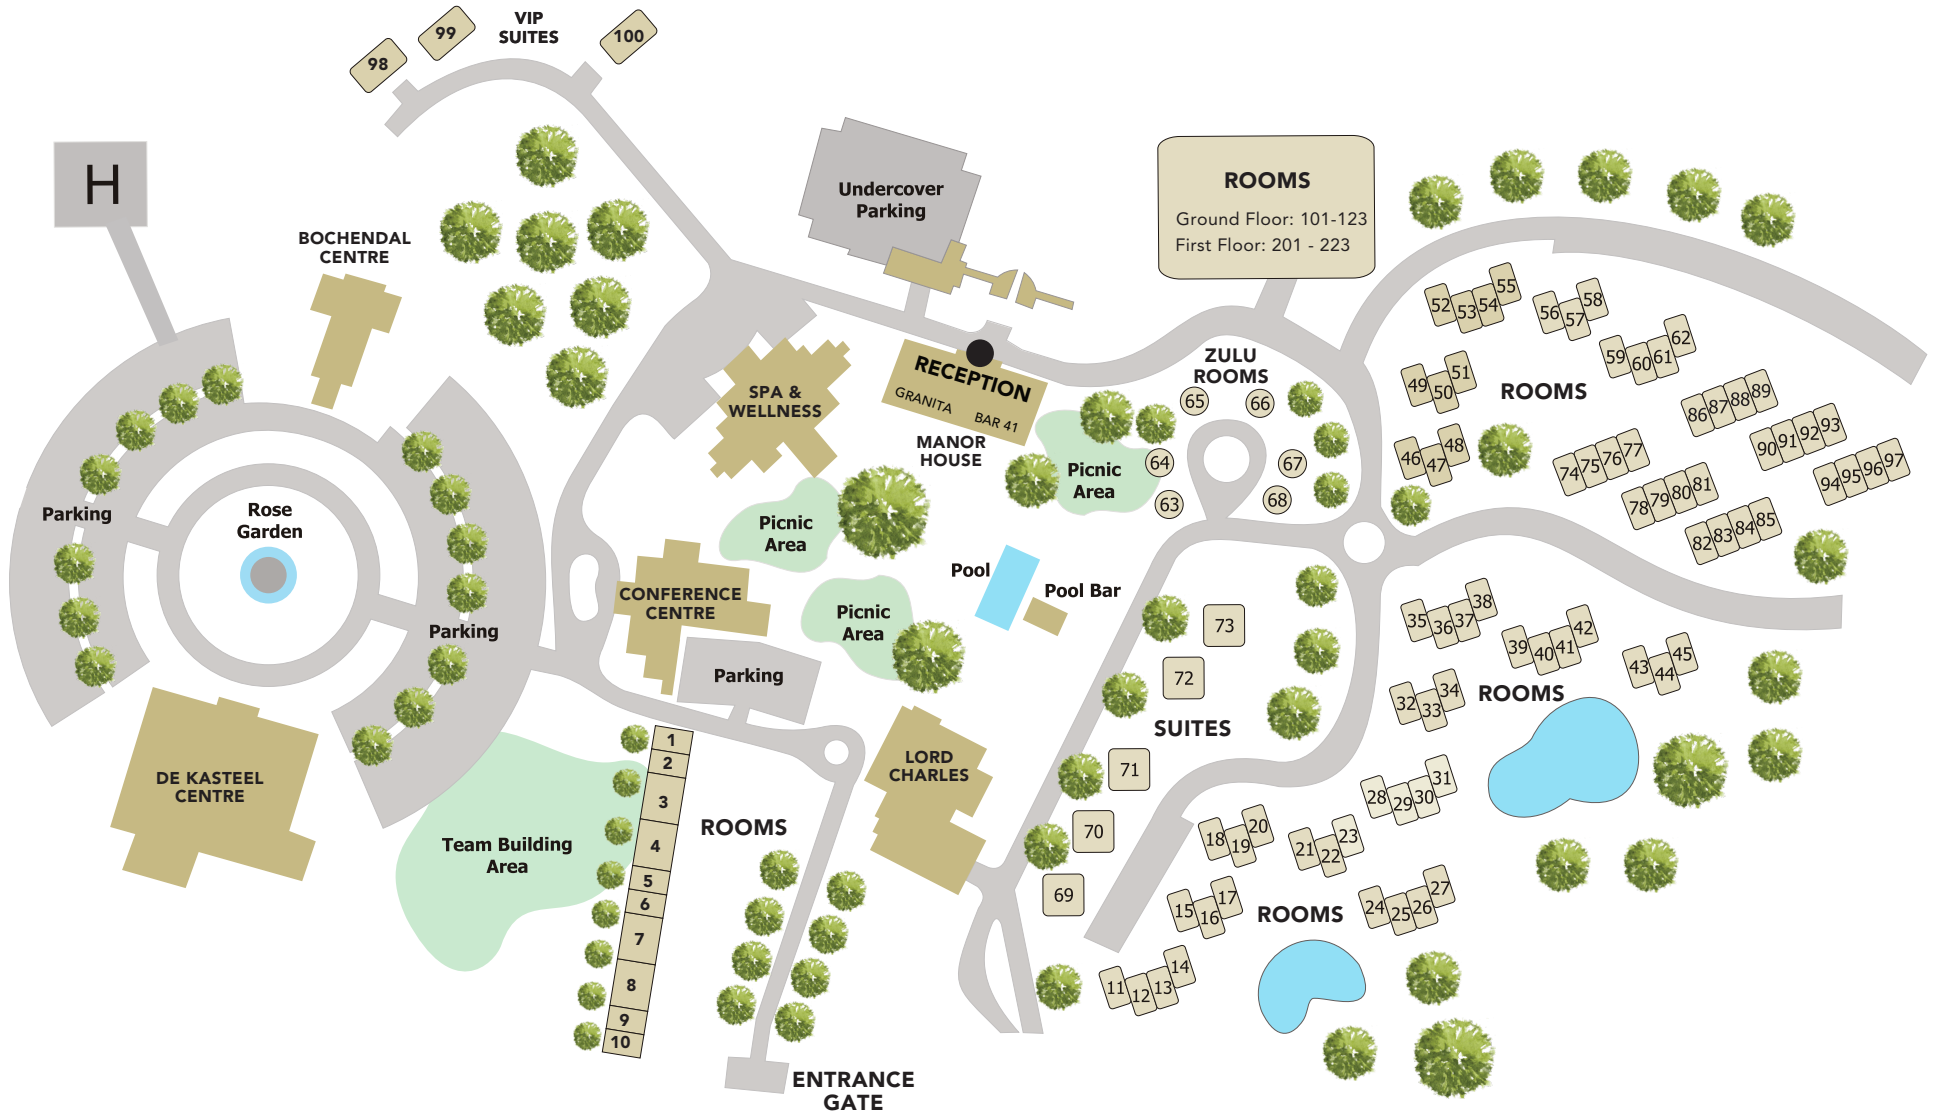 98
99
VIP
SUITES
100
H
BOCHENDAL
CENTRE
Undercover
Parking
ROOMS
Ground Floor: 101-123
First Floor: 201 - 223
Parking
Rose
Garden
Parking
DE KASTEEL
CENTRE
SPA &
WELLNESS
RECEPTION
GRANITA BAR 41
MANOR
HOUSE
Picnic
Area
Picnic
Area
Picnic
Area
CONFERENCE
CENTRE
Parking
Pool
Pool Bar
ZULU
ROOMS
65
66
64
67
63
68
52
53
54
55
56
57
58
59
60
61
62
49
50
51
ROOMS
46
47
48
86
87
88
89
90
91
92
93
94
95
96
97
74
75
76
77
78
79
80
81
82
83
84
85
35
36
37
38
39
40
41
42
43
44
45
32
33
34
ROOMS
28
29
30
31
73
72
SUITES
71
70
69
18
19
20
21
22
23
15
16
17
ROOMS
24
25
26
27
11
12
13
14
LORD
CHARLES
Team Building
Area
ROOMS
1
2
3
4
5
6
7
8
9
10
ENTRANCE
GATE